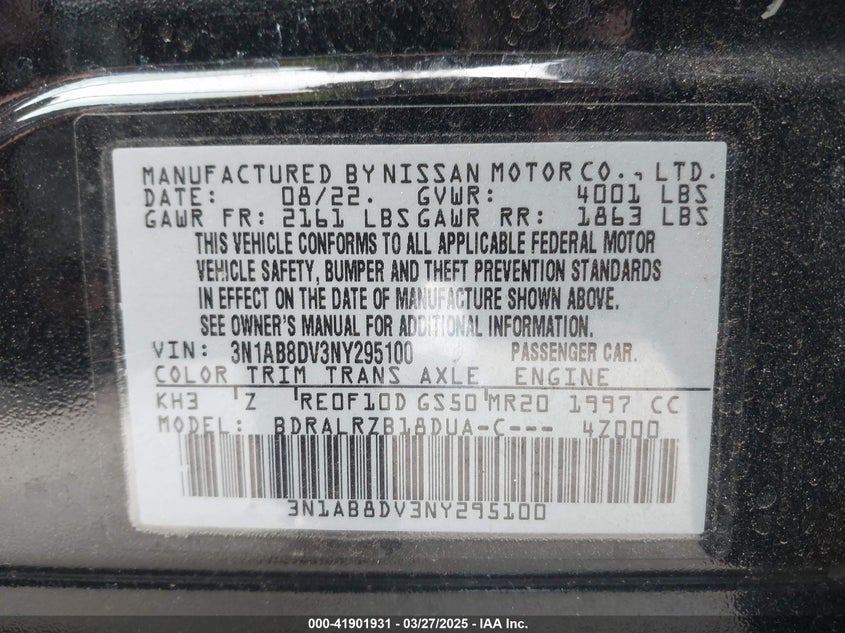 MANUFACTURED BY NISSAN MOTOR CO., LTD.
DATE: 08/22. GVWR: 4001 LBS
GAWR FR: 2161 LBS GAWR RR: 1863 LBS
THIS VEHICLE CONFORMS TO ALL APPLICABLE FEDERAL MOTOR
VEHICLE SAFETY, BUMPER AND THEFT PREVENTION STANDARDS
IN EFFECT ON THE DATE OF MANUFACTURE SHOWN ABOVE.
SEE OWNER'S MANUAL FOR ADDITIONAL INFORMATION.
VIN: 3N1AB8DV3NY295100 PASSENGER CAR.
COLOR TRIM TRANS AXLE ENGINE
KH3 Z RE0F10D GS50 MR20 1997 CC
MODEL: BDRALRZB18DUA-C--- 4Z000
3N1AB8DV3NY295100
000-41901931 - 03/27/2025 - IAA Inc.